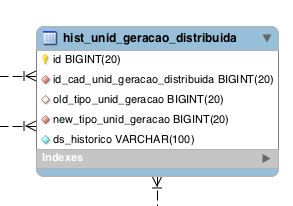 hist_unid_geracao_distribuida
id BIGINT(20)
id_cad_unid_geracao_distribuida BIGINT(20)
old_tipo_unid_geracao BIGINT(20)
new_tipo_unid_geracao BIGINT(20)
ds_historico VARCHAR(100)
Indexes